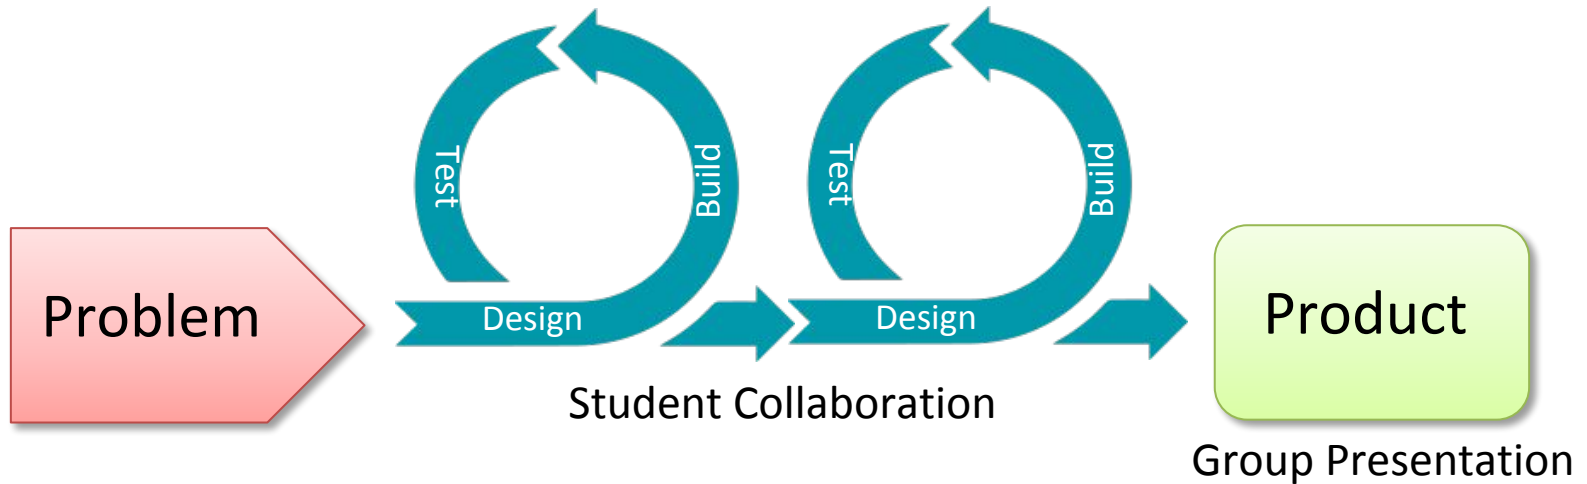 Problem
Test
Build
Design
Test
Build
Design
Student Collaboration
Product
Group Presentation